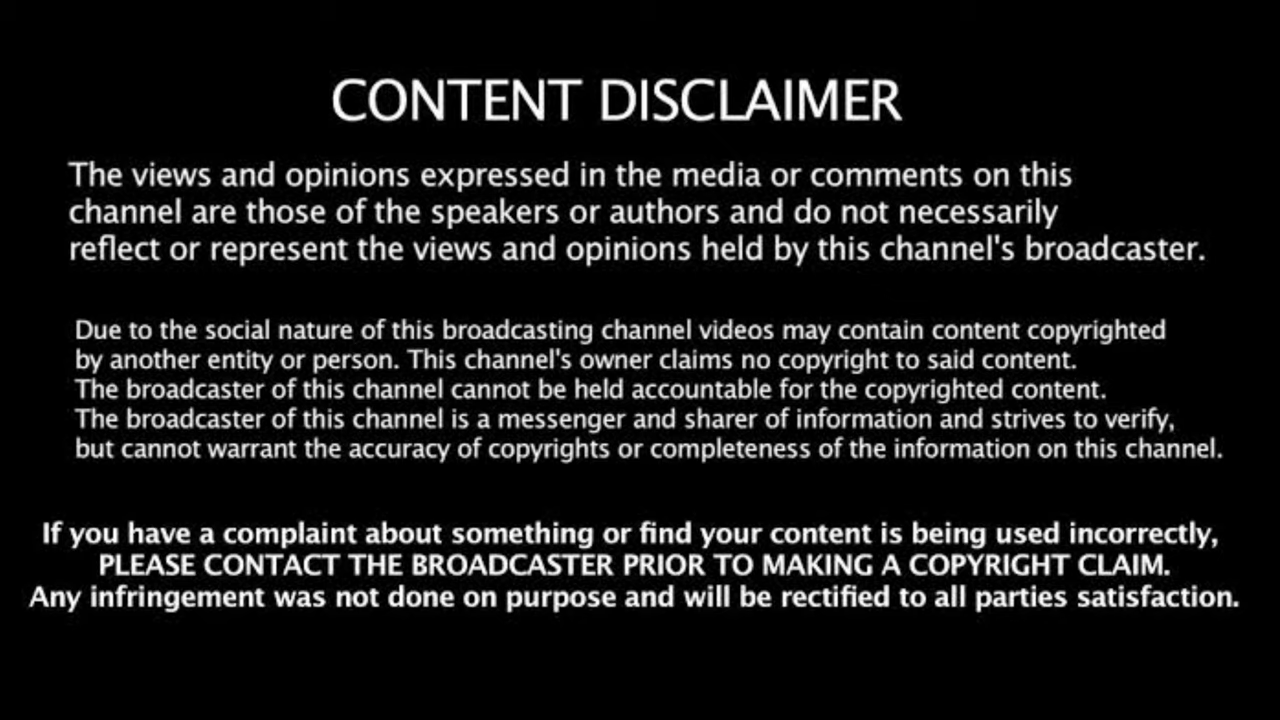 CONTENT DISCLAIMER
The views and opinions expressed in the media or comments on this
channel are those of the speakers or authors and do not necessarily
reflect or represent the views and opinions held by this channel's broadcaster.
Due to the social nature of this broadcasting channel videos may contain content copyrighted
by another entity or person. This channel's owner claims no copyright to said content.
The broadcaster of this channel cannot be held accountable for the copyrighted content.
The broadcaster of this channel is a messenger and sharer of information and strives to verify,
but cannot warrant the accuracy of copyrights or completeness of the information on this channel.
If you have a complaint about something or find your content is being used incorrectly,
PLEASE CONTACT THE BROADCASTER PRIOR TO MAKING A COPYRIGHT CLAIM.
Any infringement was not done on purpose and will be rectified to all parties satisfaction.